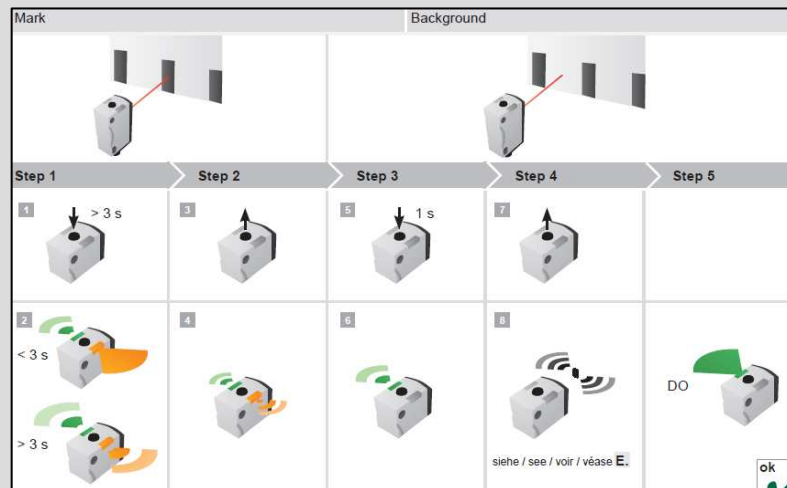 Mark
Background
Step 1
Step 2
Step 3
Step 4
Step 5
1
> 3 s
3
5
1 s
7
2
< 3 s
> 3 s
4
6
8
siehe / see / voir / véase E.
DO
ok